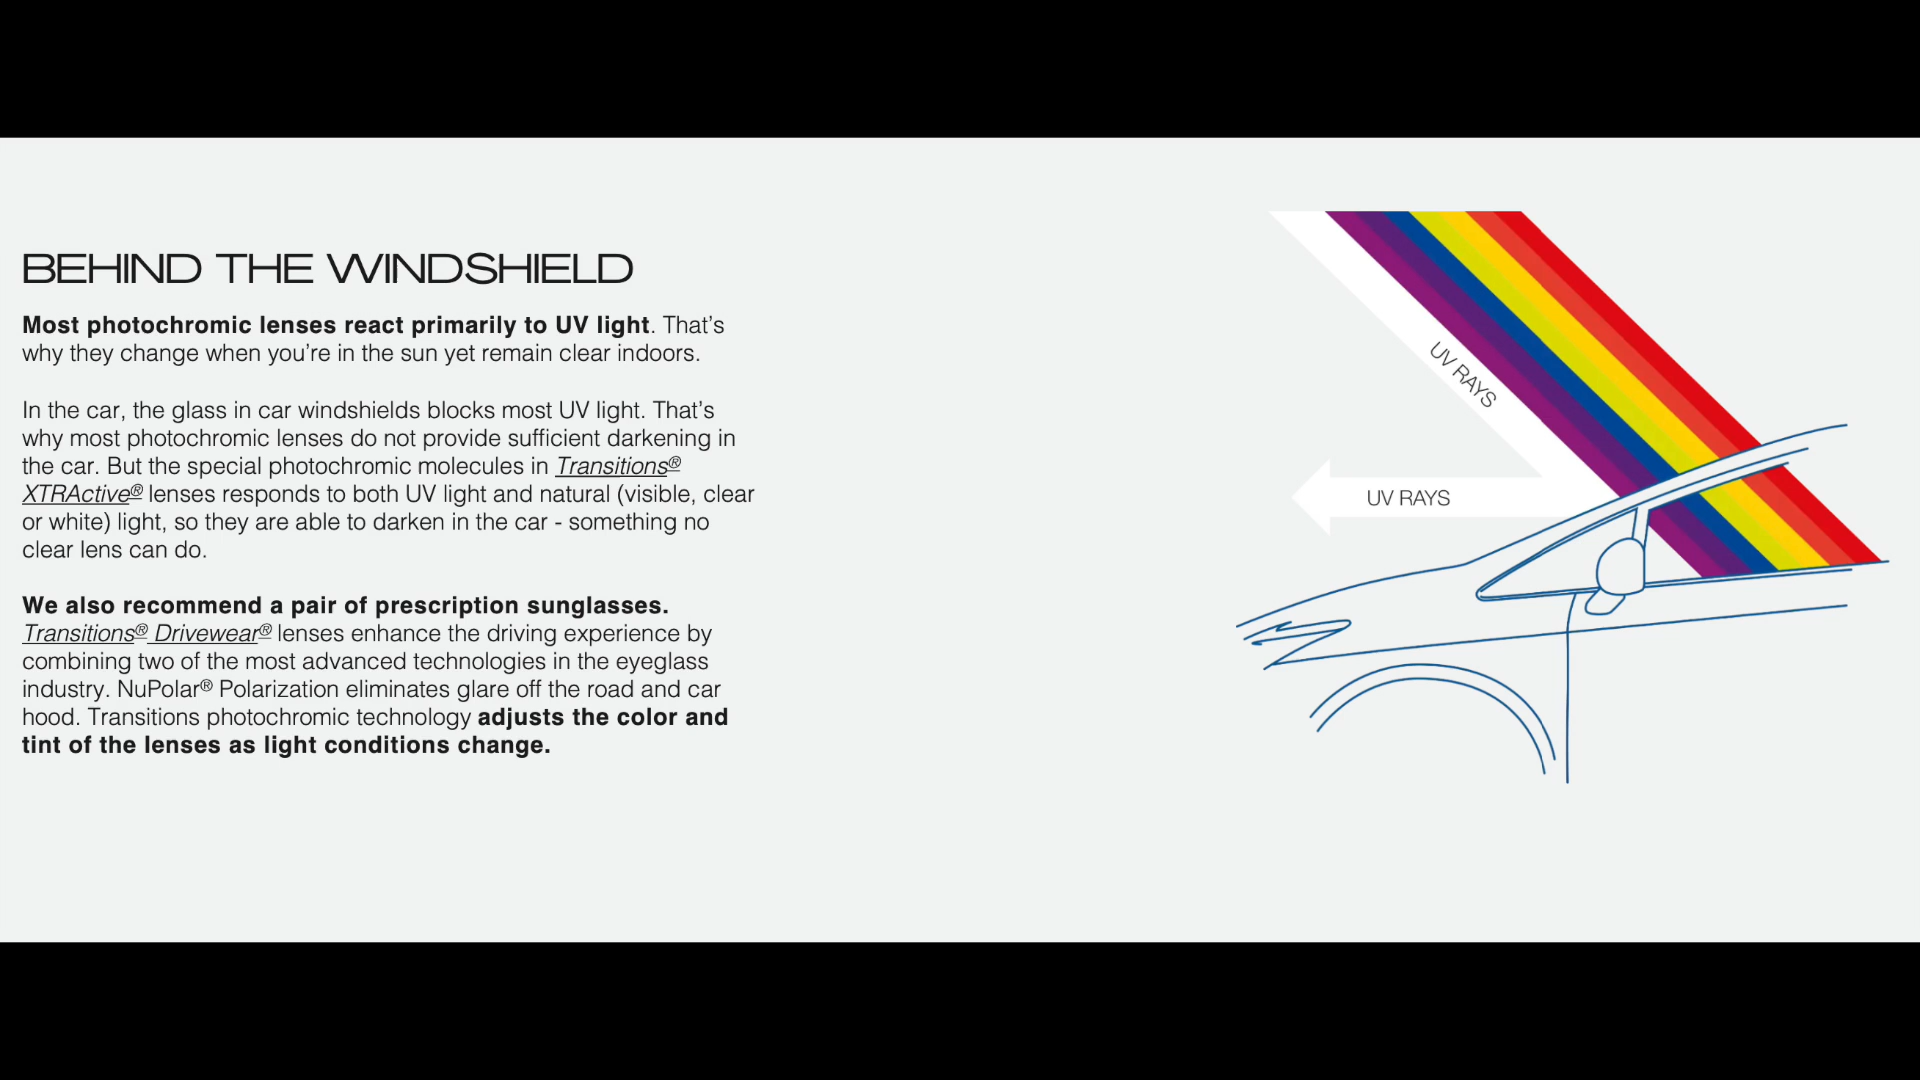 BEHIND THE WINDSHIELD
Most photochromic lenses react primarily to UV light. That’s
why they change when you’re in the sun yet remain clear indoors.
In the car, the glass in car windshields blocks most UV light. That’s
why most photochromic lenses do not provide sufficient darkening in
the car. But the special photochromic molecules in Transitions®
XTRActive® lenses responds to both UV light and natural (visible, clear
or white) light, so they are able to darken in the car - something no
clear lens can do.
We also recommend a pair of prescription sunglasses.
Transitions® Drivewear® lenses enhance the driving experience by
combining two of the most advanced technologies in the eyeglass
industry. NuPolar® Polarization eliminates glare off the road and car
hood. Transitions photochromic technology adjusts the color and
tint of the lenses as light conditions change.
UV RAYS
UV RAYS